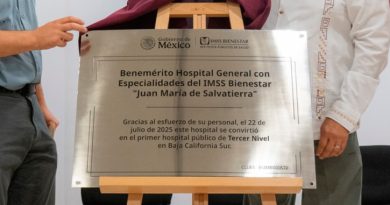 Gobierno de
México
IMSS BIENESTAR
Benemérito Hospital General con
Especialidades del IMSS Bienestar
"Juan María de Salvatierra"
Gracias al esfuerzo de su personal, el 22 de
julio de 2025 este hospital se convirtió
en el primer hospital público de Tercer Nivel
en Baja California Sur.